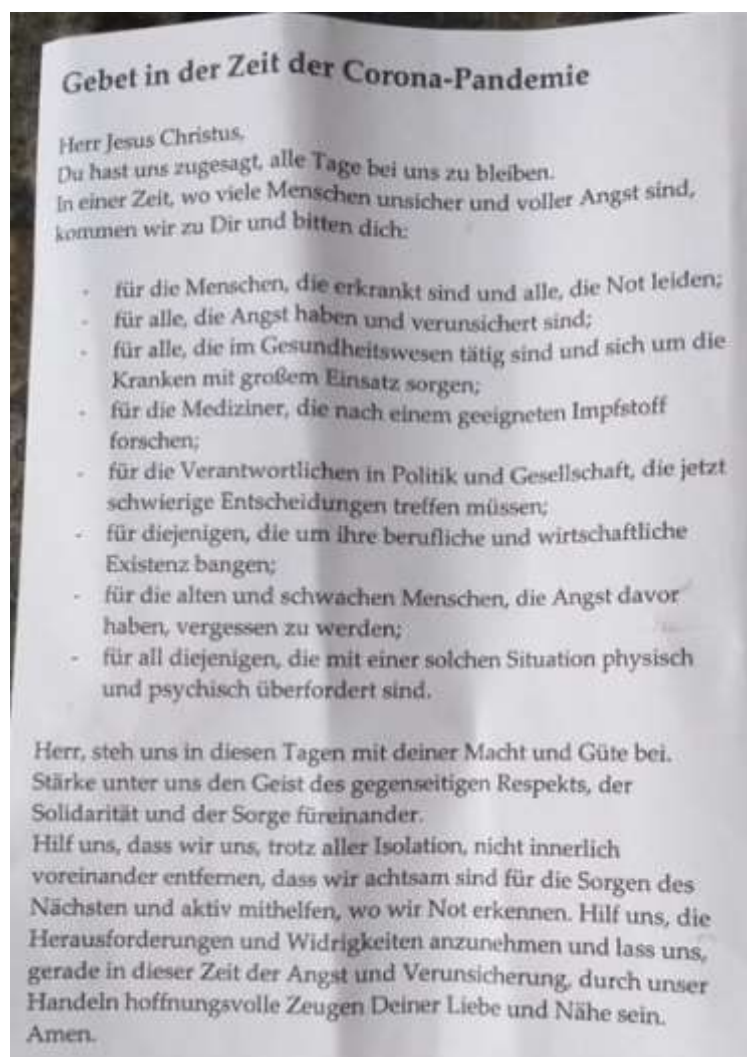 Gebet in der Zeit der Corona-Pandemie
Herr Jesus Christus,
Du hast uns zugesagt, alle Tage bei uns zu bleiben.
In einer Zeit, wo viele Menschen unsicher und voller Angst sind,
kommen wir zu Dir und bitten dich:
- für die Menschen, die erkrankt sind und alle, die Not leiden;
- für alle, die Angst haben und verunsichert sind;
- für alle, die im Gesundheitswesen tätig sind und sich um die
Kranken mit großem Einsatz sorgen;
- für die Mediziner, die nach einem geeigneten Impfstoff
forschen;
- für die Verantwortlichen in Politik und Gesellschaft, die jetzt
schwierige Entscheidungen treffen müssen;
- für diejenigen, die um ihre berufliche und wirtschaftliche
Existenz bangen;
- für die alten und schwachen Menschen, die Angst davor
haben, vergessen zu werden;
- für all diejenigen, die mit einer solchen Situation physisch
und psychisch überfordert sind.
Herr, steh uns in diesen Tagen mit deiner Macht und Güte bei.
Stärke unter uns den Geist des gegenseitigen Respekts, der
Solidarität und der Sorge füreinander.
Hilf uns, dass wir uns, trotz aller Isolation, nicht innerlich
voreinander entfernen, dass wir achtsam sind für die Sorgen des
Nächsten und aktiv mithelfen, wo wir Not erkennen. Hilf uns, die
Herausforderungen und Widrigkeiten anzunehmen und lass uns,
gerade in dieser Zeit der Angst und Verunsicherung, durch unser
Handeln hoffnungsvolle Zeugen Deiner Liebe und Nähe sein.
Amen.